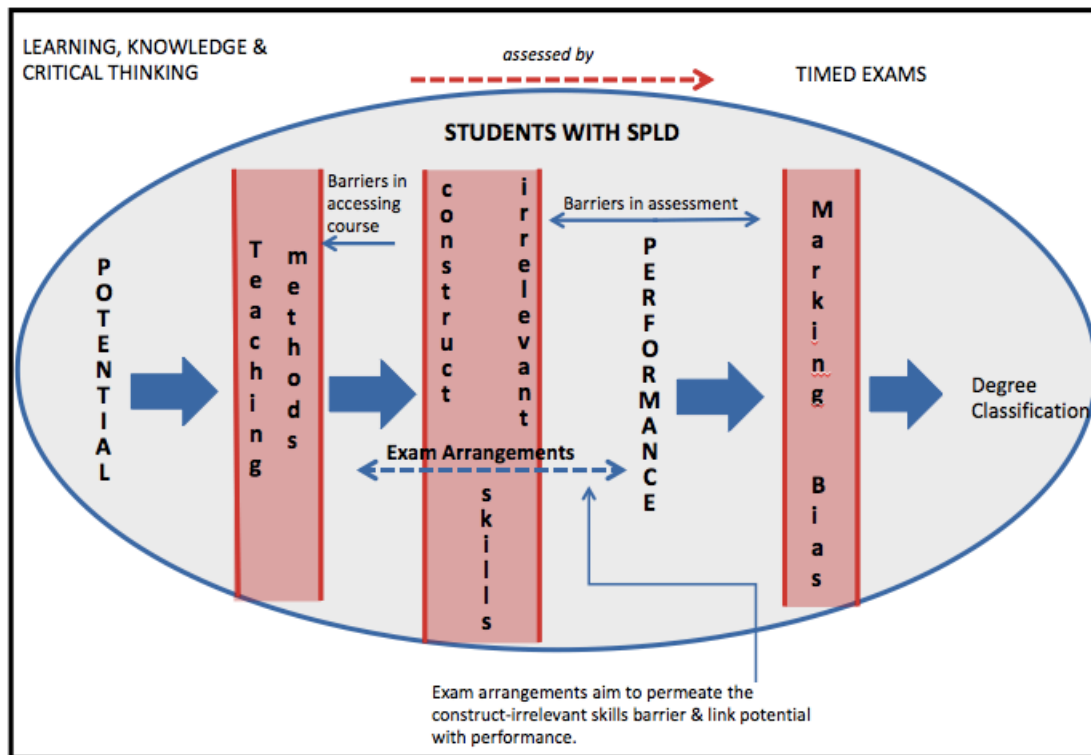 LEARNING, KNOWLEDGE &
CRITICAL THINKING
assessed by
TIMED EXAMS
STUDENTS WITH SPLD
POTENTIAL
Teaching
methods
Barriers in
accessing
course
construct
irrelevant
skills
Barriers in assessment
PERFORMANCE
Marking Bias
Degree
Classification
Exam Arrangements
Exam arrangements aim to permeate the
construct-irrelevant skills barrier & link potential
with performance.